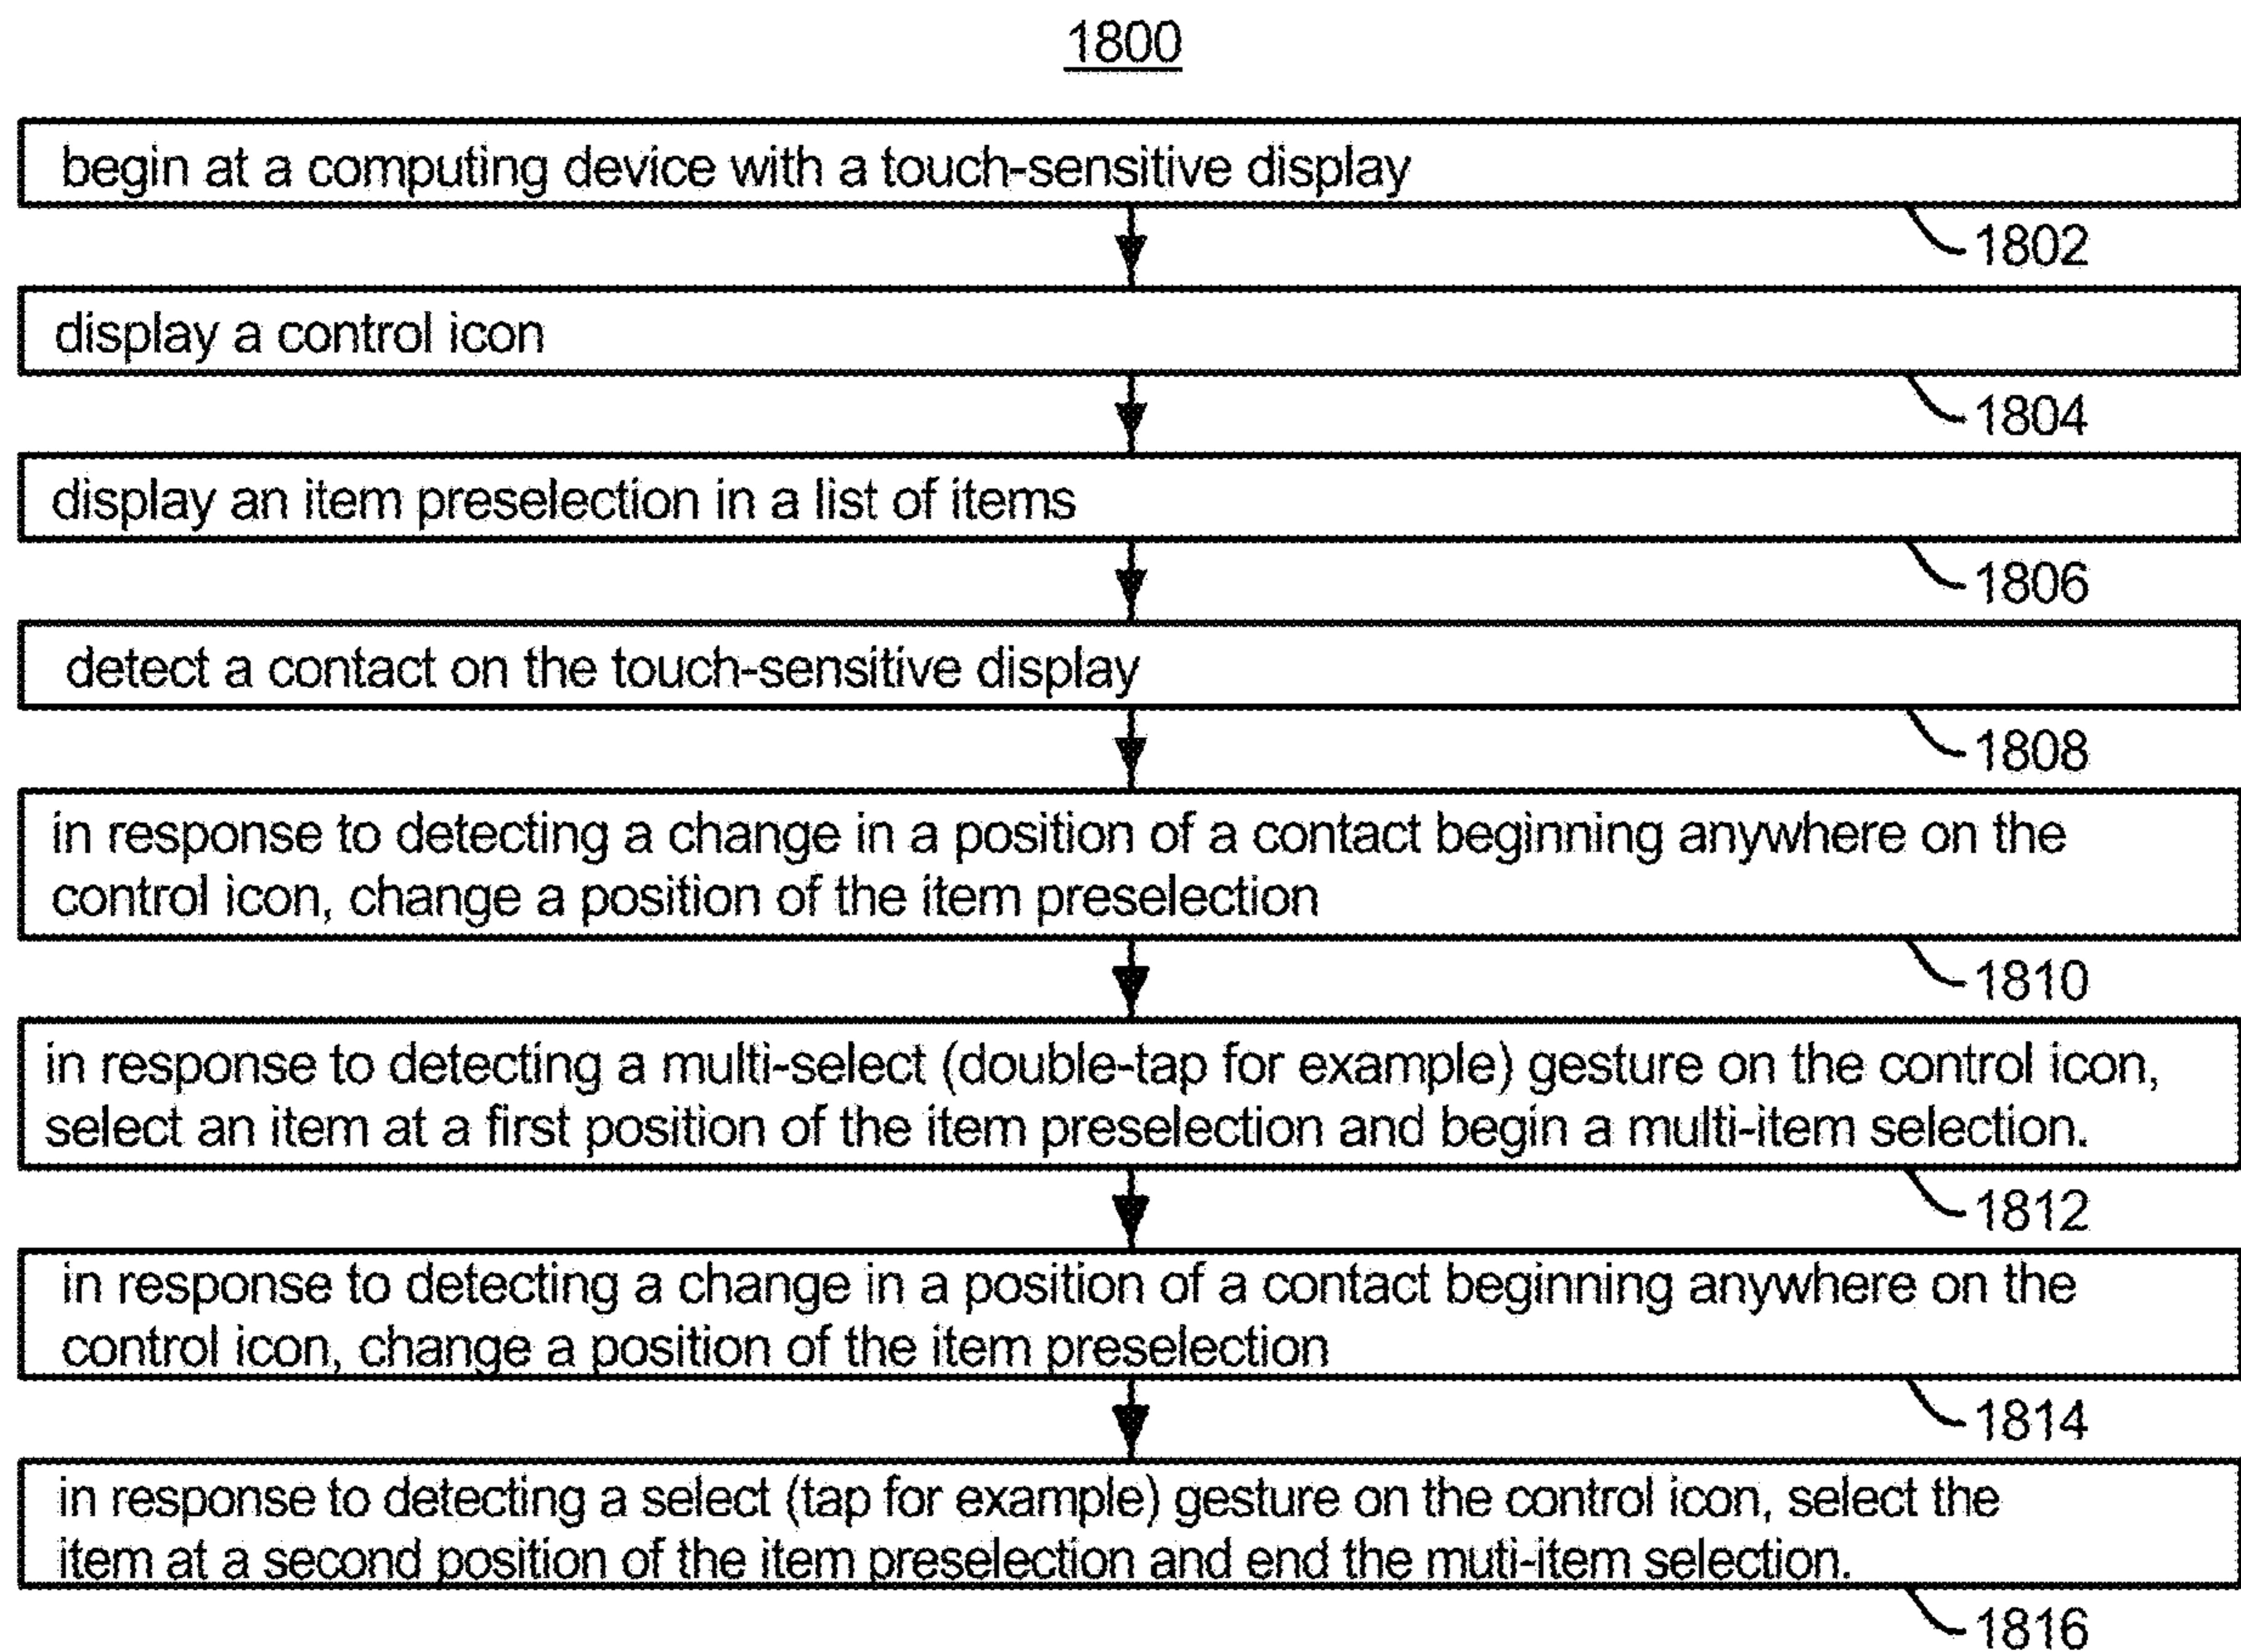 1800
begin at a computing device with a touch-sensitive display
1802
display a control icon
1804
display an item preselection in a list of items
1806
detect a contact on the touch-sensitive display
1808
in response to detecting a change in a position of a contact beginning anywhere on the
control icon, change a position of the item preselection
1810
in response to detecting a multi-select (double-tap for example) gesture on the control icon,
select an item at a first position of the item preselection and begin a multi-item selection.
1812
in response to detecting a change in a position of a contact beginning anywhere on the
control icon, change a position of the item preselection
1814
in response to detecting a select (tap for example) gesture on the control icon, select the
item at a second position of the item preselection and end the muti-item selection.
1816